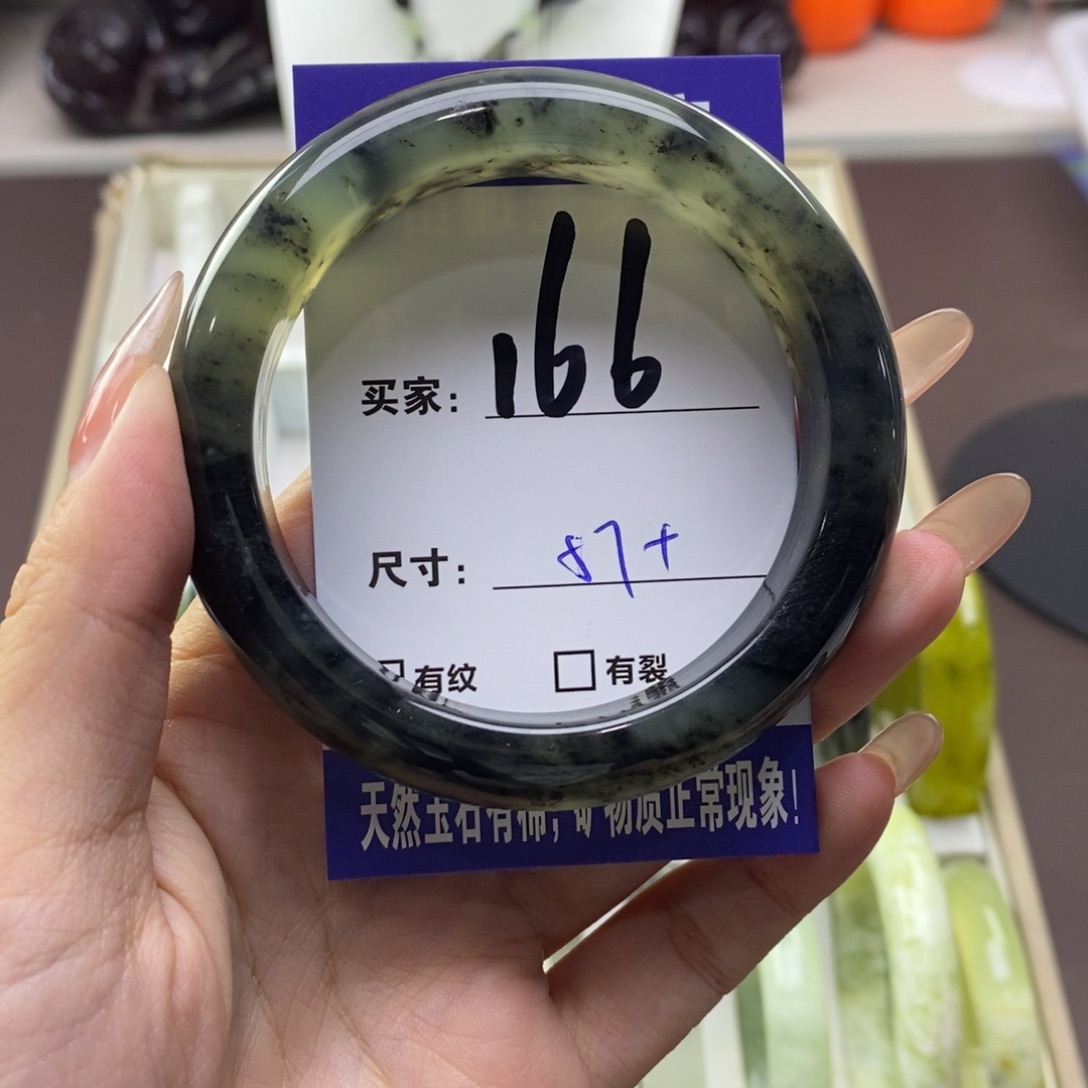 买家: 166
尺寸: 87+
有纹 □有裂
天然玉石有棉, 矿物质正常现象!